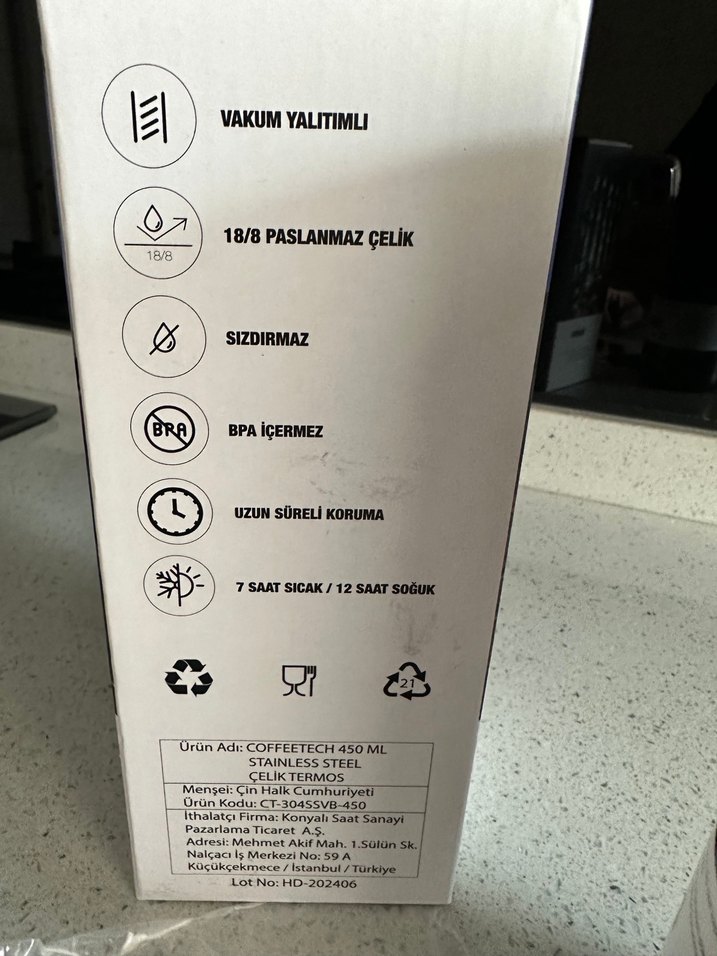 VAKUM YALITIMLI
18/8
18/8 PASLANMAZ ÇELİK
SIZDIRMAZ
BPA
BPA İÇERMEZ
UZUN SÜRELİ KORUMA
7 SAAT SICAK / 12 SAAT SOĞUK
21
Ürün Adı: COFFEETECH 450 ML
STAINLESS STEEL
ÇELİK TERMOS
Menşei: Çin Halk Cumhuriyeti
Ürün Kodu: CT-304SSVB-450
İthalatçı Firma: Konyalı Saat Sanayi
Pazarlama Ticaret A.Ş.
Adresi: Mehmet Akif Mah. 1.Sülün Sk.
Nalçacı İş Merkezi No: 59 A
Küçükçekmece / İstanbul / Türkiye
Lot No: HD-202406